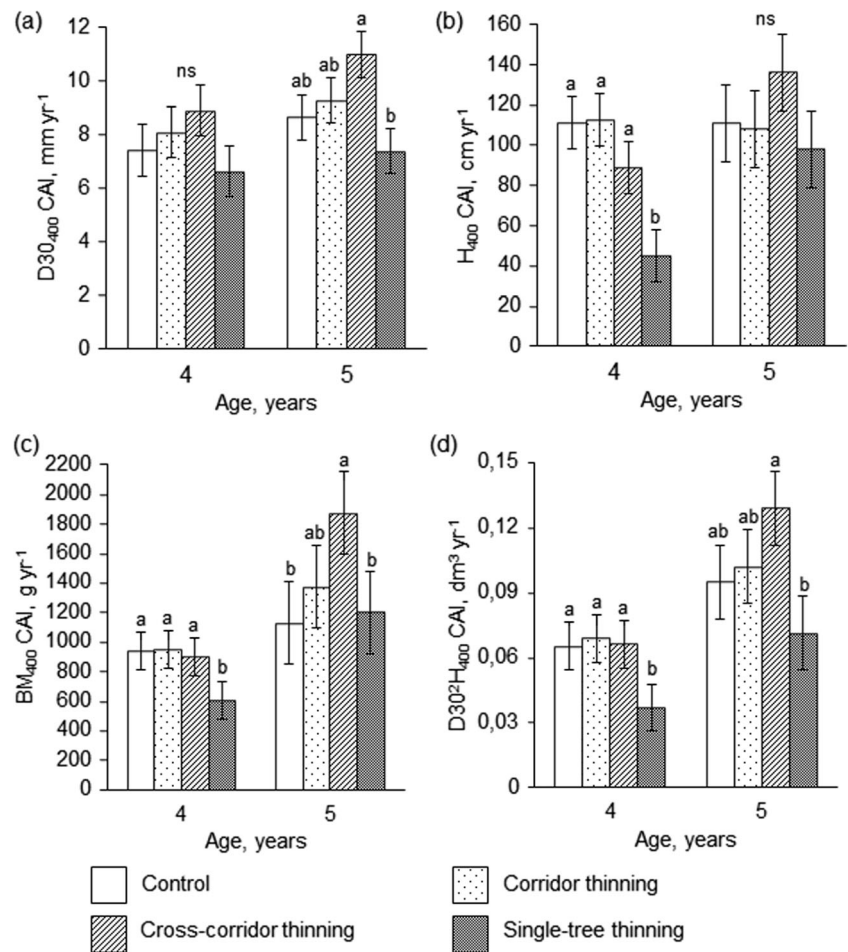 (a)
12
10
8
6
4
2
0
D30₄₀₀ CAI, mm yr⁻¹
ns
ab ab a b
4 5
Age, years
(b)
160
140
120
100
80
60
40
20
0
H₄₀₀ CAI, cm yr⁻¹
a a a b
ns
4 5
Age, years
(c)
2200
2000
1800
1600
1400
1200
1000
800
600
400
200
0
BM₄₀₀ CAI, g yr⁻¹
a a a b
b ab a b
4 5
Age, years
(d)
0,15
0,12
0,09
0,06
0,03
0
D30²H₄₀₀ CAI, dm³ yr⁻¹
a a a b
ab ab a b
4 5
Age, years
Control
Corridor thinning
Cross-corridor thinning
Single-tree thinning